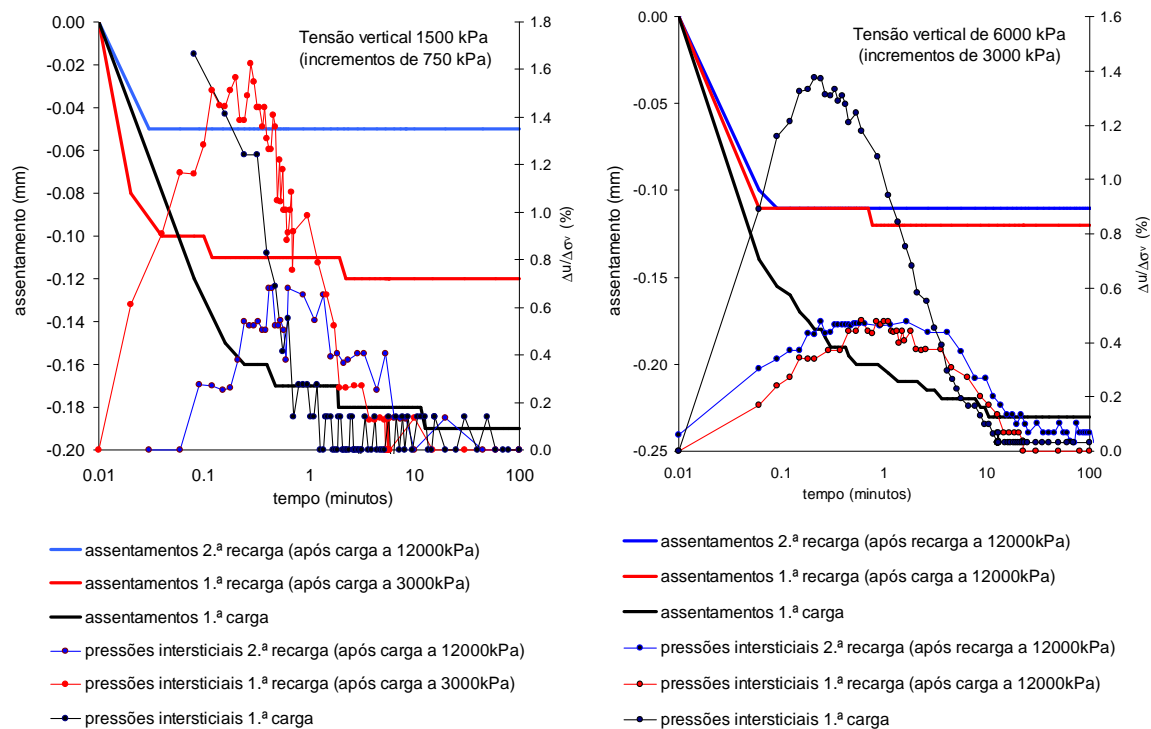 Tensão vertical 1500 kPa
(incrementos de 750 kPa)
assentamento (mm)
0.00
-0.02
-0.04
-0.06
-0.08
-0.10
-0.12
-0.14
-0.16
-0.18
-0.20
1.8
1.6
1.4
1.2
1.0
0.8
0.6
0.4
0.2
0.0
Δu/Δσv (%)
0.01
0.1
1
10
100
tempo (minutos)
assentamentos 2.ª recarga (após carga a 12000kPa)
assentamentos 1.ª recarga (após carga a 3000kPa)
assentamentos 1.ª carga
pressões intersticiais 2.ª recarga (após carga a 12000kPa)
pressões intersticiais 1.ª recarga (após carga a 3000kPa)
pressões intersticiais 1.ª carga
Tensão vertical de 6000 kPa
(incrementos de 3000 kPa)
assentamento (mm)
0.00
-0.05
-0.10
-0.15
-0.20
-0.25
1.6
1.4
1.2
1.0
0.8
0.6
0.4
0.2
0.0
Δu/Δσv (%)
0.01
0.1
1
10
100
tempo (minutos)
assentamentos 2.ª recarga (após recarga a 12000kPa)
assentamentos 1.ª recarga (após carga a 12000kPa)
assentamentos 1.ª carga
pressões intersticiais 2.ª recarga (após recarga a 12000kPa)
pressões intersticiais 1.ª recarga (após carga a 12000kPa)
pressões intersticiais 1.ª carga